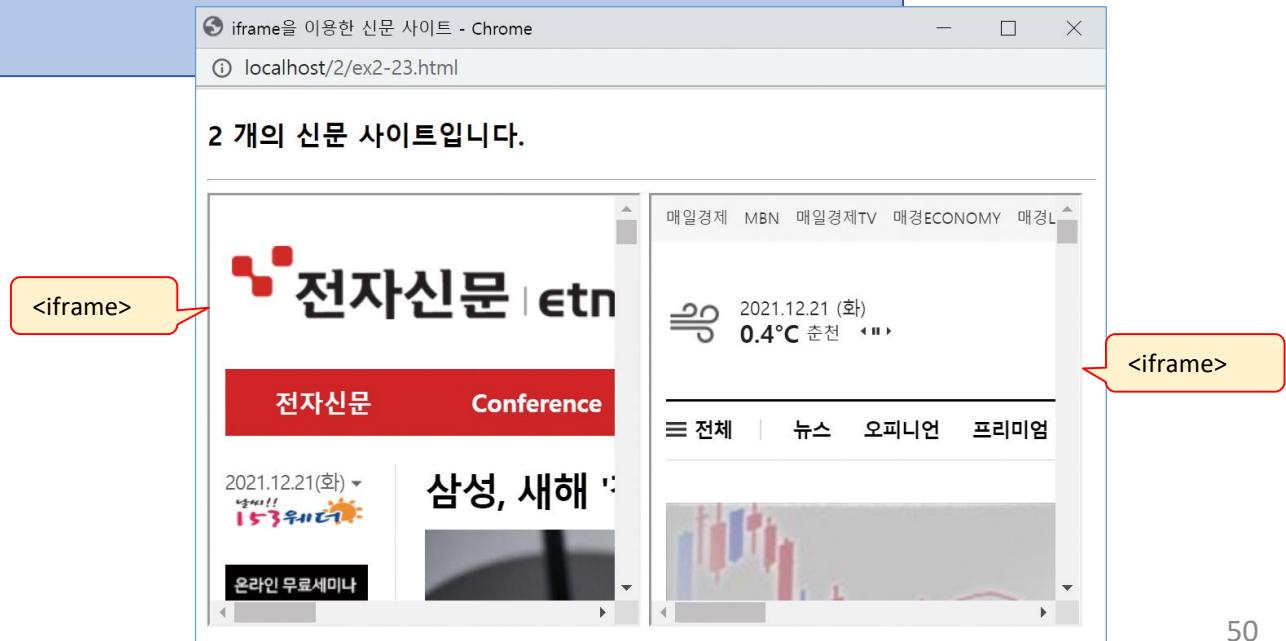 iframe을 이용한 신문 사이트 - Chrome
localhost/2/ex2-23.html
2 개의 신문 사이트입니다.
<iframe>
전자신문 | etn
전자신문 Conference
2021.12.21(화)
날씨!!
153웨더
삼성, 새해 '
온라인 무료세미나
매일경제 MBN 매일경제TV 매경ECONOMY 매경L
2021.12.21 (화)
0.4°C 춘천
전체 뉴스 오피니언 프리미엄
<iframe>
50